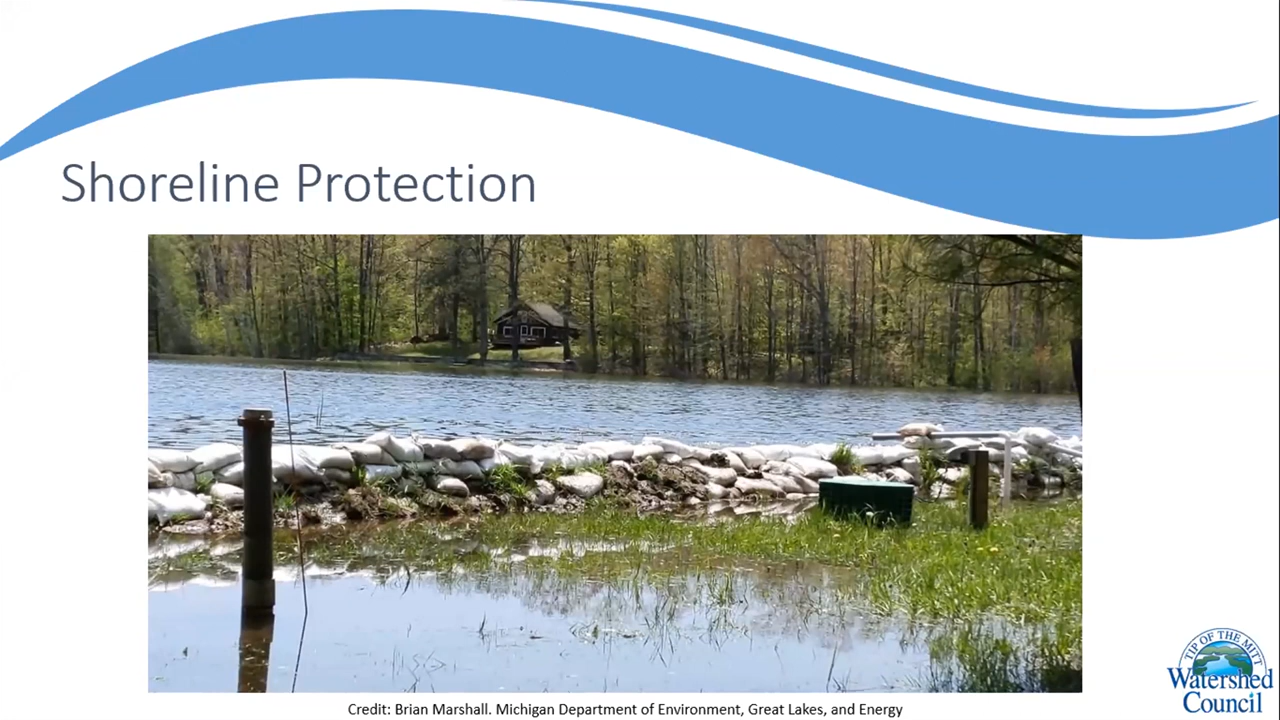 Shoreline Protection
TIP OF THE MITT
Watershed
Council
Credit: Brian Marshall. Michigan Department of Environment, Great Lakes, and Energy